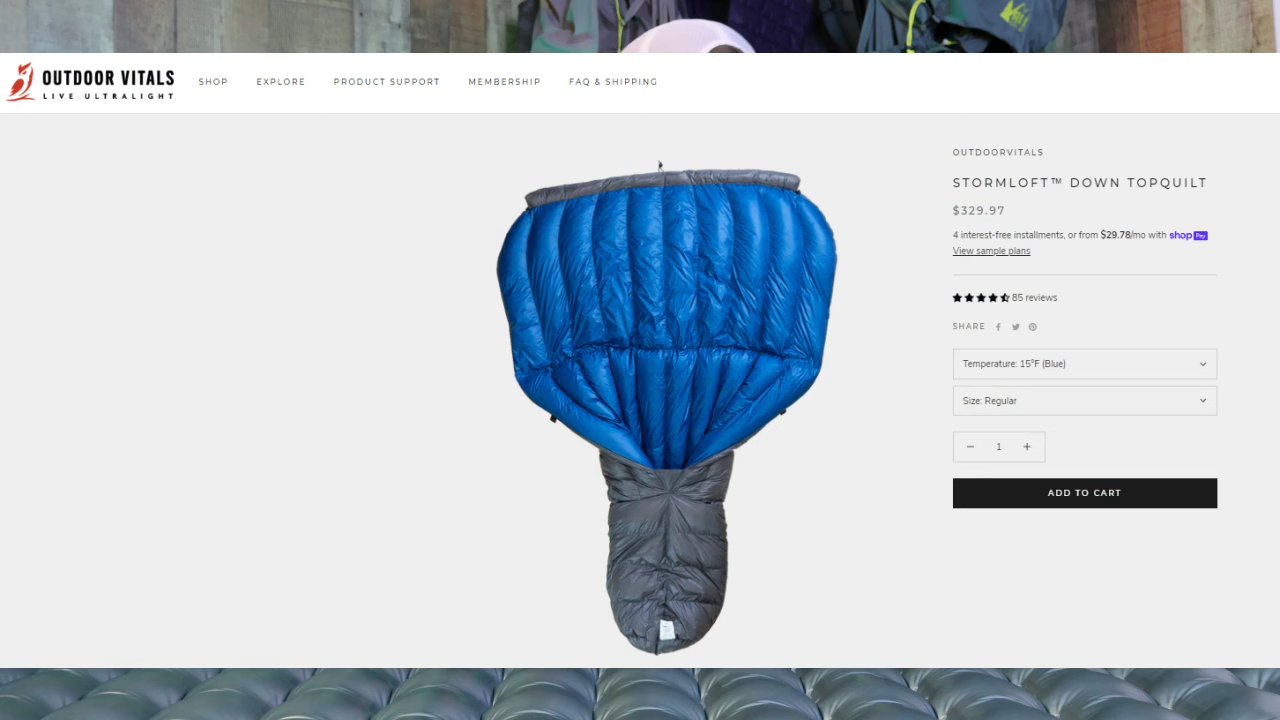 OUTDOOR VITALS
LIVE ULTRALIGHT
SHOP
EXPLORE
PRODUCT SUPPORT
MEMBERSHIP
FAQ & SHIPPING
OUTDOORVITALS
STORMLOFT™ DOWN TOPQUILT
$329.97
4 interest-free installments, or from $29.78/mo with shop Pay
View sample plans
85 reviews
SHARE
Temperature: 15°F (Blue)
Size: Regular
− 1 +
ADD TO CART